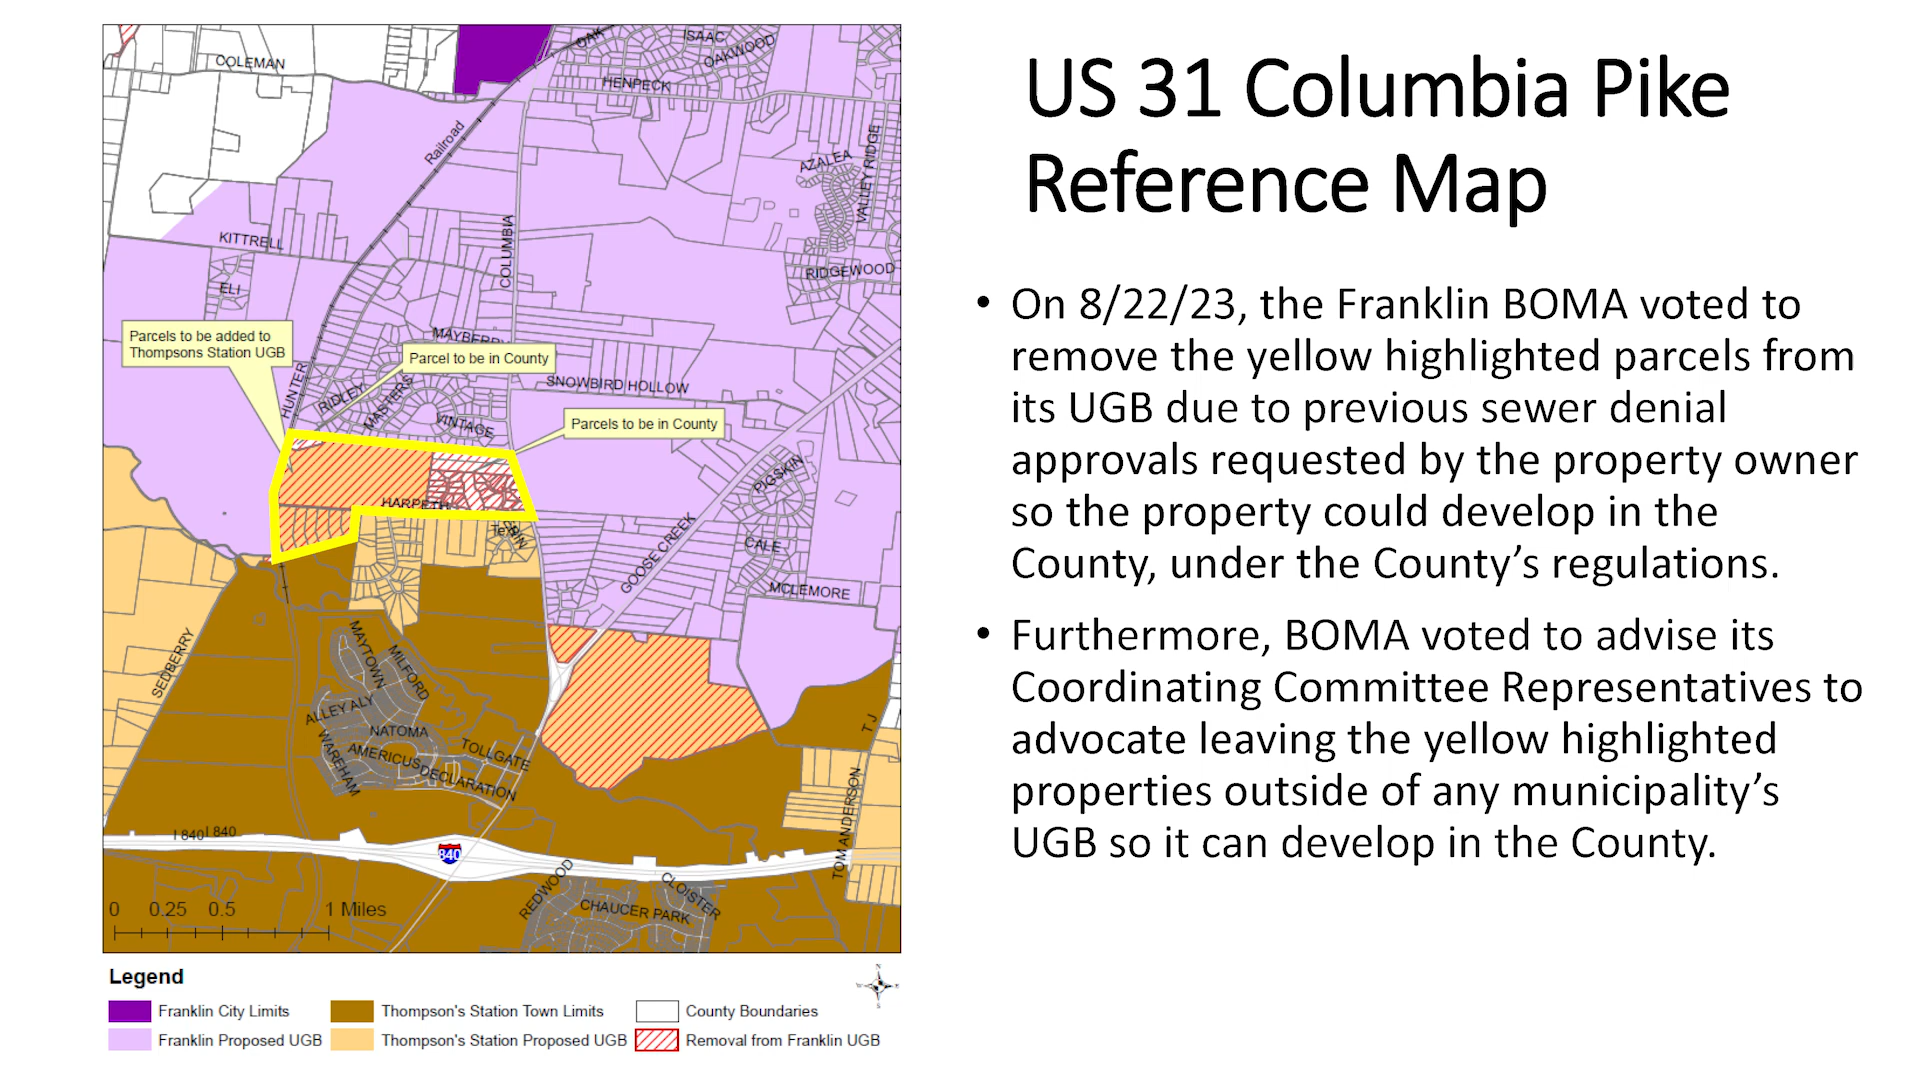 US 31 Columbia Pike
Reference Map
• On 8/22/23, the Franklin BOMA voted to
remove the yellow highlighted parcels from
its UGB due to previous sewer denial
approvals requested by the property owner
so the property could develop in the
County, under the County’s regulations.
• Furthermore, BOMA voted to advise its
Coordinating Committee Representatives to
advocate leaving the yellow highlighted
properties outside of any municipality’s
UGB so it can develop in the County.
COLEMAN
OAK
ISAAC
OAKWOOD
HENPECK
Railroad
AZALEA
VALLEY RIDGE
COLUMBIA
KITTRELL
RIDGEWOOD
ELI
Parcels to be added to
Thompsons Station UGB
MAYBERRY
Parcel to be in County
HUNTER
RIDLEY
MASTERS
SNOWBIRD HOLLOW
VINTAGE
Parcels to be in County
PIGSKIN
HARPETH
GOOSE CREEK
CALE
MCLEMORE
MAYTOWN
MILFORD
SEDBERRY
ALLEY ALY
NATOMA
WAREHAM
AMERICUS
TOLLGATE
DECLARATION
T J
TOM ANDERSON
I 840
I 840
840
REDWOOD
CLOISTER
CHAUCER PARK
0 0.25 0.5 1 Miles
Legend
N
W E
S
Franklin City Limits
Thompson's Station Town Limits
County Boundaries
Franklin Proposed UGB
Thompson's Station Proposed UGB
Removal from Franklin UGB